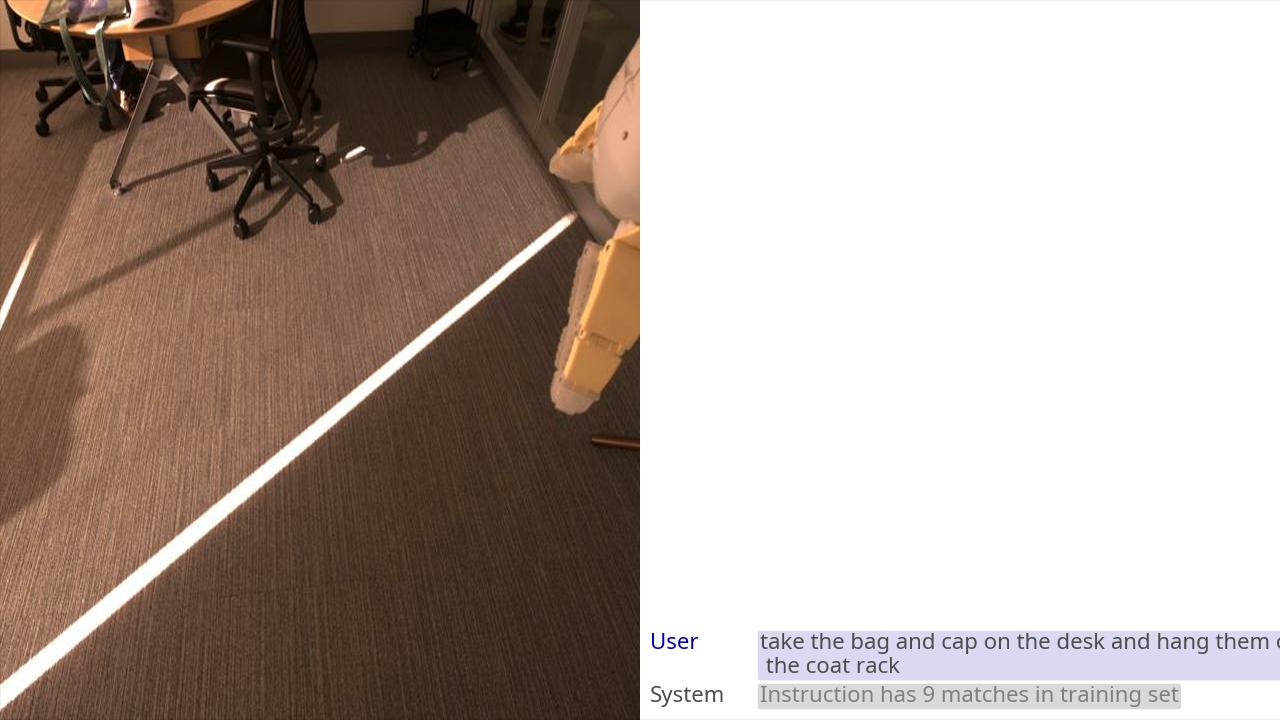 User take the bag and cap on the desk and hang them
the coat rack
System Instruction has 9 matches in training set